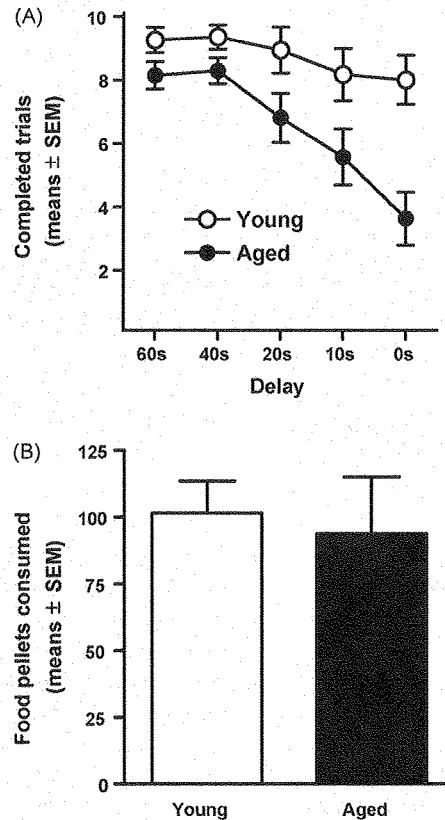 (A)
Completed trials
(means ± SEM)
10
8
6
4
2
Young
Aged
60s 40s 20s 10s 0s
Delay
(B)
Food pellets consumed
(means ± SEM)
125
100
75
50
25
0
Young Aged